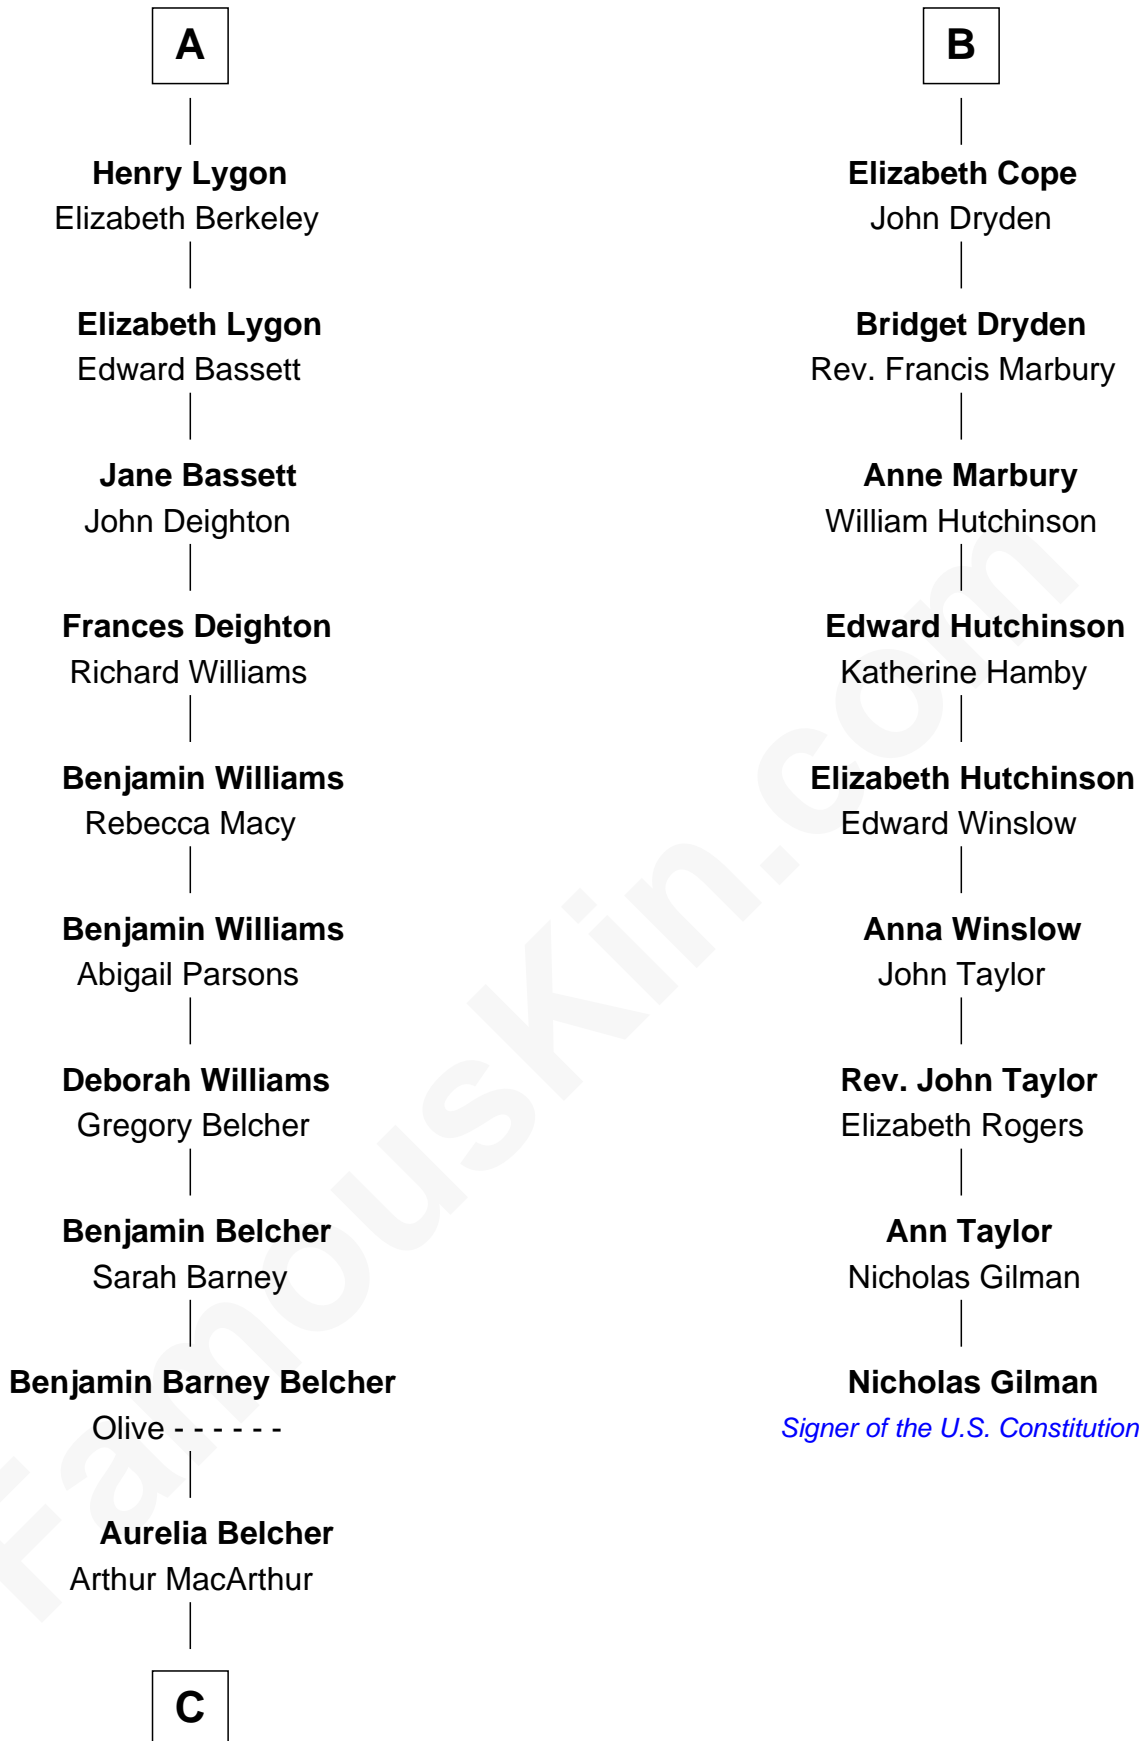 A
Henry Lygon
Elizabeth Berkeley
Elizabeth Lygon
Edward Bassett
Jane Bassett
John Deighton
Frances Deighton
Richard Williams
Benjamin Williams
Rebecca Macy
Benjamin Williams
Abigail Parsons
Deborah Williams
Gregory Belcher
Benjamin Belcher
Sarah Barney
Benjamin Barney Belcher
Olive - - - - - -
Aurelia Belcher
Arthur MacArthur
C
B
Elizabeth Cope
John Dryden
Bridget Dryden
Rev. Francis Marbury
Anne Marbury
William Hutchinson
Edward Hutchinson
Katherine Hamby
Elizabeth Hutchinson
Edward Winslow
Anna Winslow
John Taylor
Rev. John Taylor
Elizabeth Rogers
Ann Taylor
Nicholas Gilman
Nicholas Gilman
Signer of the U.S. Constitution
FamousKin.com